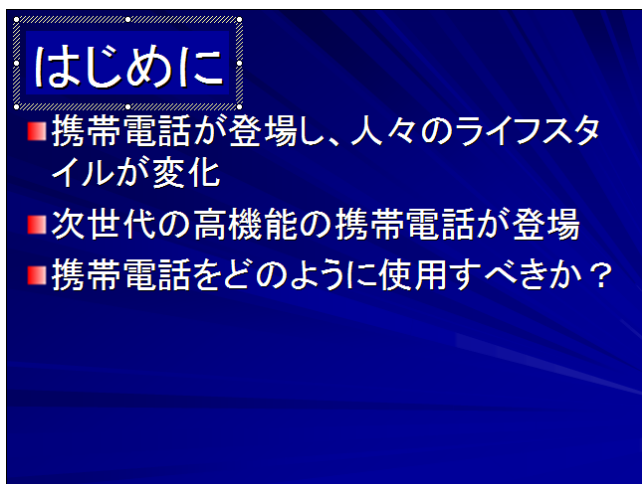 はじめに
携帯電話が登場し、人々のライフスタ
イルが変化
次世代の高機能の携帯電話が登場
携帯電話をどのように使用すべきか？